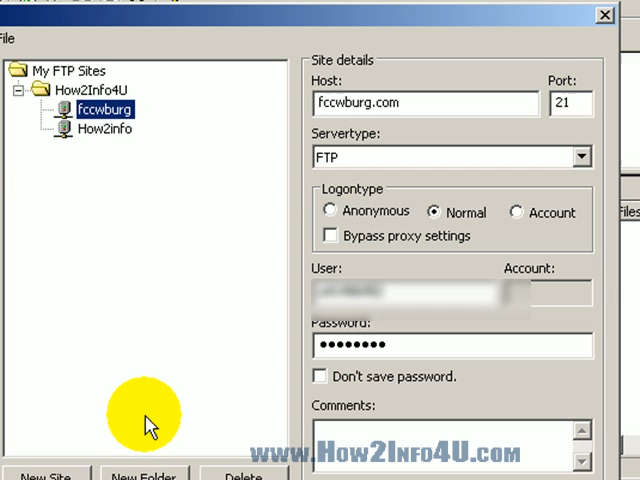 File
My FTP Sites
How2Info4U
fccwburg
How2info
New Site
New Folder
Delete
Site details
Host:
Port:
fccwburg.com
21
Servertype:
FTP
Logontype
Anonymous
Normal
Account
Bypass proxy settings
User:
Account:
Password:
●●●●●●●●
Don't save password.
Comments:
Files
www.How2Info4U.com